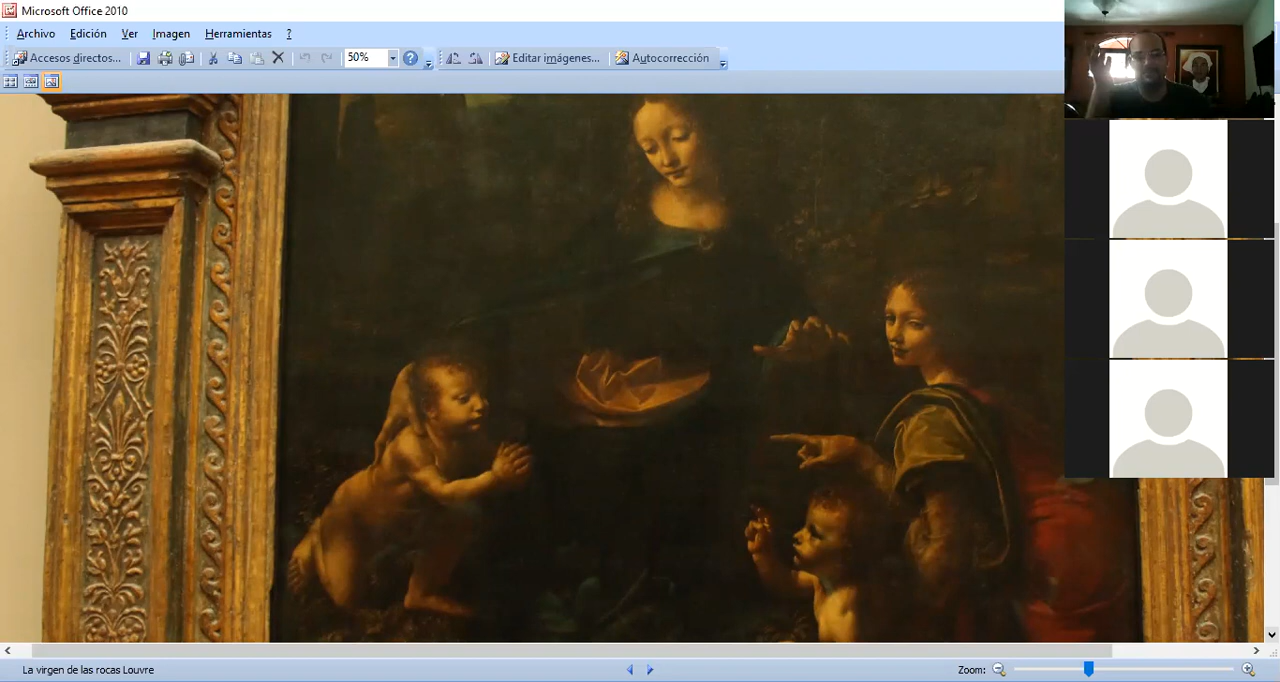 Microsoft Office 2010
Archivo Edición Ver Imagen Herramientas ?
Accesos directos... 50% Editar imágenes... Autocorrección
La virgen de las rocas Louvre Zoom: